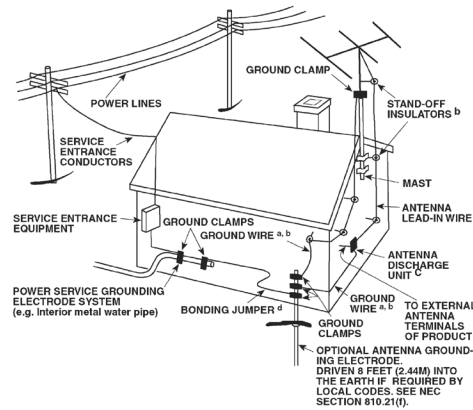 GROUND CLAMP
POWER LINES
STAND-OFF
INSULATORS b
SERVICE
ENTRANCE
CONDUCTORS
MAST
ANTENNA
LEAD-IN WIRE
SERVICE ENTRANCE
EQUIPMENT
GROUND CLAMPS
GROUND WIRE a, b
ANTENNA
DISCHARGE
UNIT C
POWER SERVICE GROUNDING
ELECTRODE SYSTEM
(e.g. Interior metal water pipe)
BONDING JUMPER d
GROUND
WIRE a, b
TO EXTERNAL
ANTENNA
TERMINALS
OF PRODUCT
GROUND
CLAMPS
OPTIONAL ANTENNA GROUND-
ING ELECTRODE.
DRIVEN 8 FEET (2.44M) INTO
THE EARTH IF REQUIRED BY
LOCAL CODES. SEE NEC
SECTION 810.21(f).